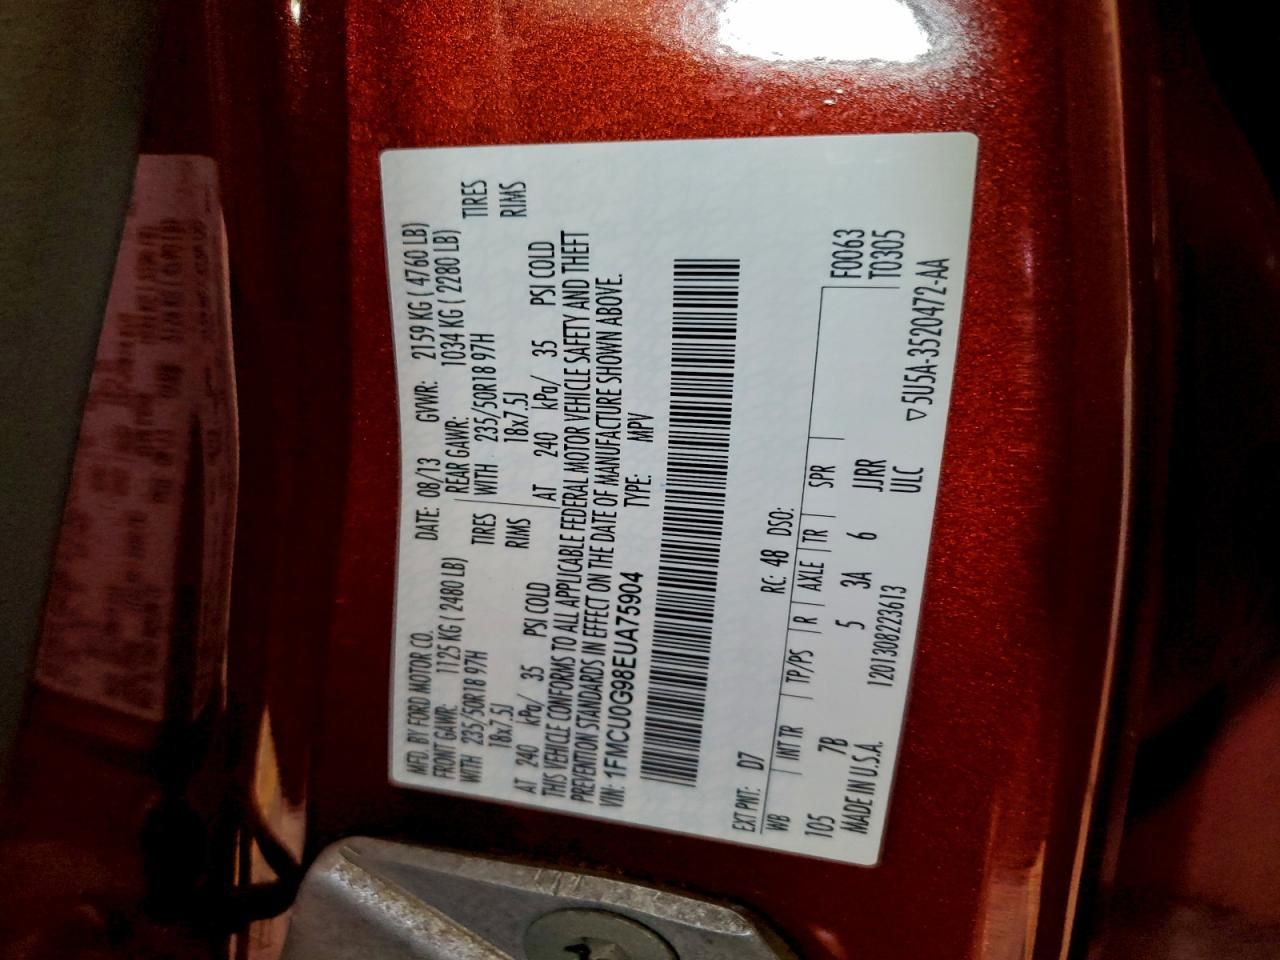 MFD. BY FORD MOTOR CO. DATE: 08/13 GVWR: 2159 KG ( 4760 LB)
FRONT GAWR: 1125 KG ( 2480 LB) REAR GAWR: 1034 KG ( 2280 LB)
WITH 235/50R18 97H TIRES WITH 235/50R18 97H TIRES
18x7.5J RIMS 18x7.5J RIMS
AT 240 kPa/ 35 PSI COLD AT 240 kPa/ 35 PSI COLD
THIS VEHICLE CONFORMS TO ALL APPLICABLE FEDERAL MOTOR VEHICLE SAFETY AND THEFT
PREVENTION STANDARDS IN EFFECT ON THE DATE OF MANUFACTURE SHOWN ABOVE.
VIN: 1FMCU0G98EUA75904 TYPE: MPV
EXT PNT: D7 RC: 48 DSO:
WB INT TR TP/PS R AXLE TR SPR F0063
105 7B 5 3A 6 JJRR T0305
ULC
MADE IN U.S.A. 1201308223613 ▽5U5A-3520472-AA